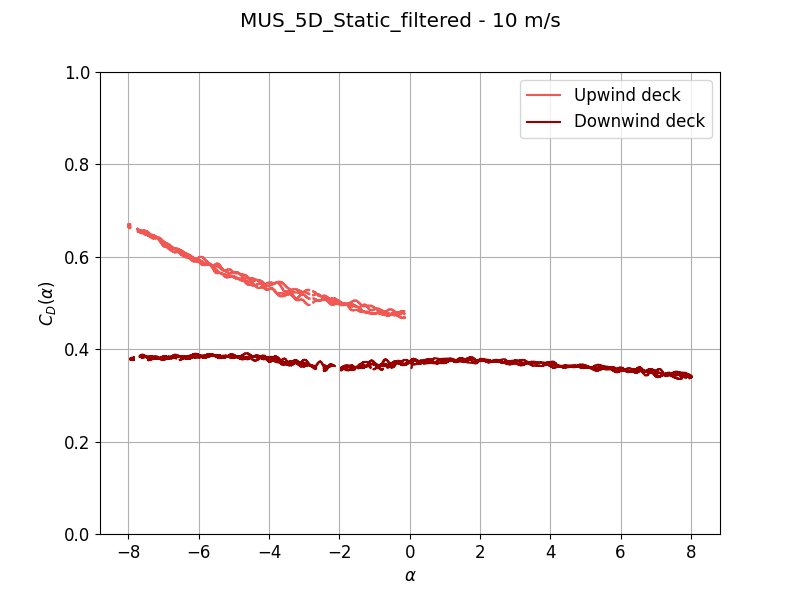 MUS_5D_Static_filtered - 10 m/s
Upwind deck
Downwind deck
1.0
0.8
0.6
0.4
0.2
0.0
C_D(α)
−8 −6 −4 −2 0 2 4 6 8
α